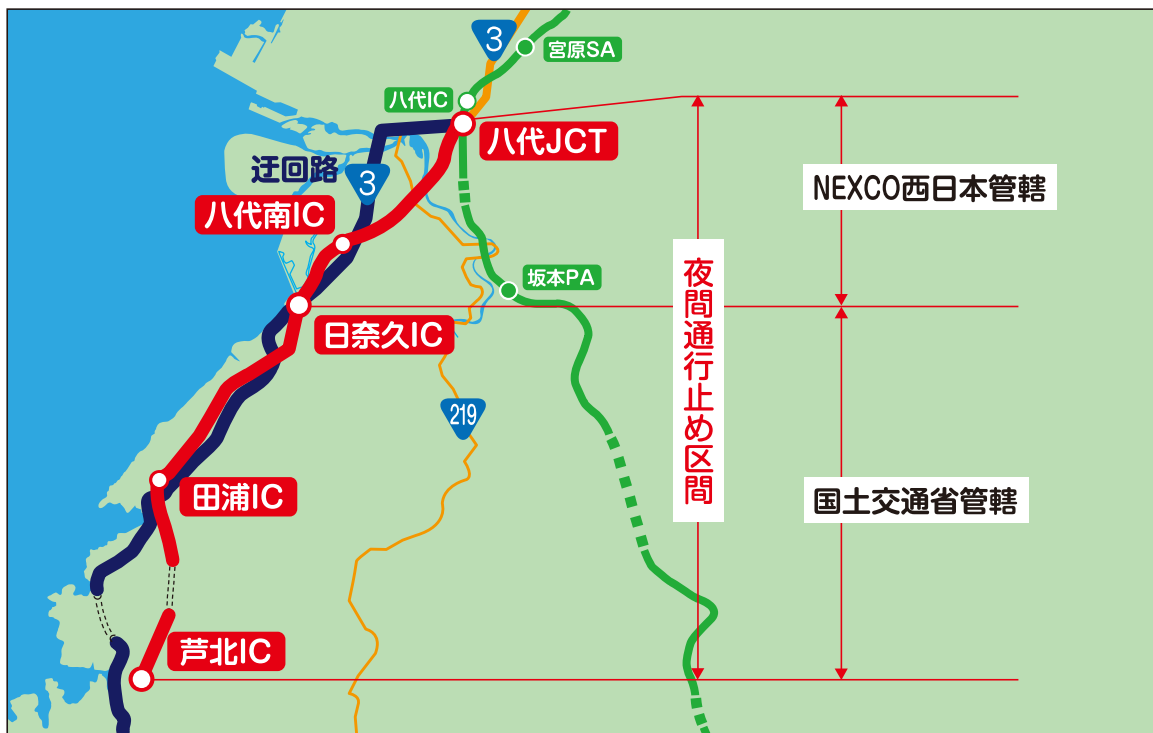 3
宮原SA
八代IC
八代JCT
迂回路
3
NEXCO西日本管轄
八代南IC
坂本PA
夜間通行止め区間
日奈久IC
219
田浦IC
国土交通省管轄
芦北IC